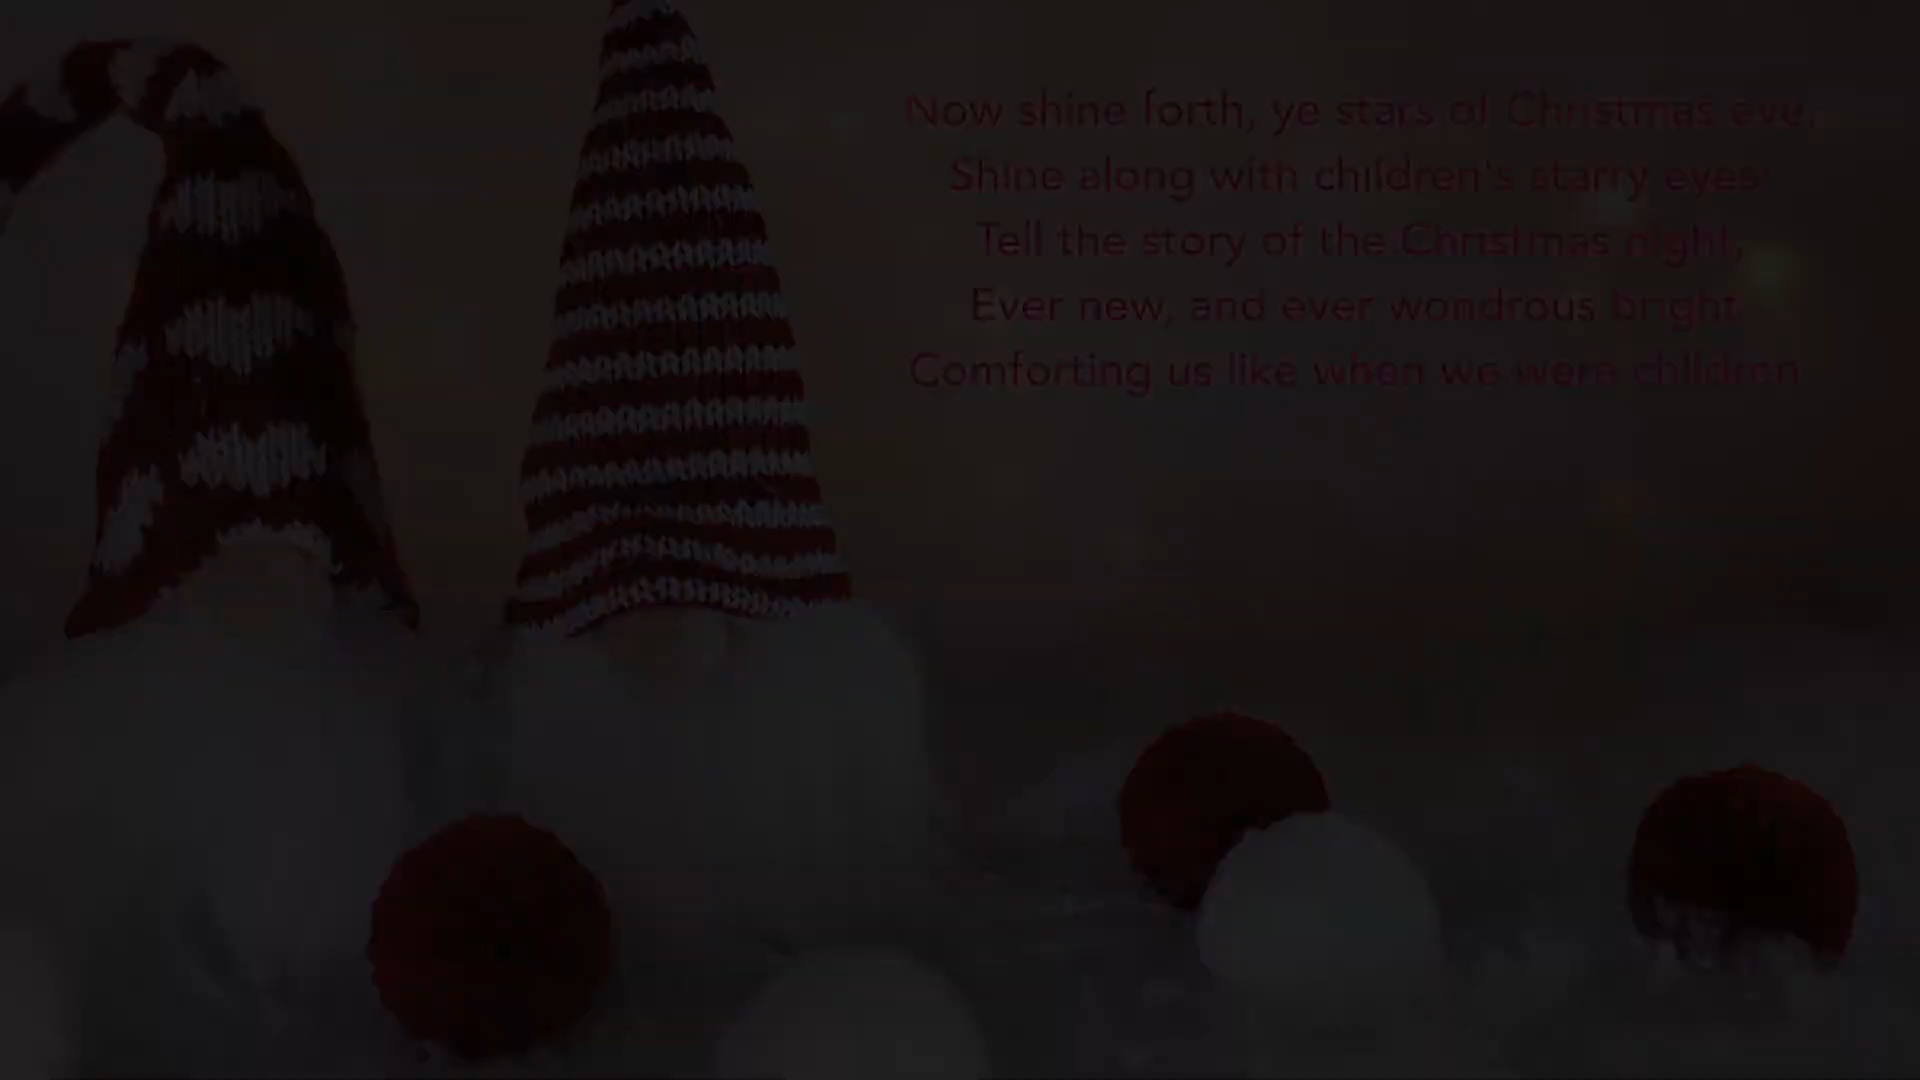 Now shine forth, ye stars of Christmas eve,
Shine along with children's starry eyes
Tell the story of the Christmas night,
Ever new, and ever wondrous bright
Comforting us like when we were children